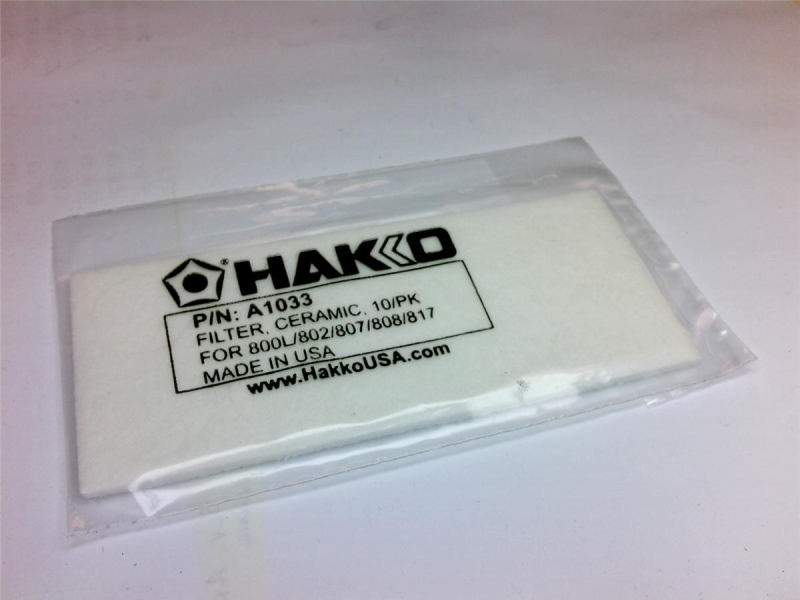 ® HAKKO
P/N: A1033
FILTER, CERAMIC, 10/PK
FOR 800L/802/807/808/817
MADE IN USA
www.HakkoUSA.com